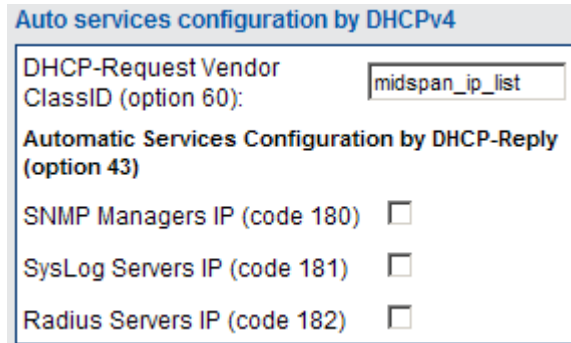 Auto services configuration by DHCPv4
DHCP-Request Vendor
ClassID (option 60):
midspan_ip_list
Automatic Services Configuration by DHCP-Reply
(option 43)
SNMP Managers IP (code 180)
SysLog Servers IP (code 181)
Radius Servers IP (code 182)